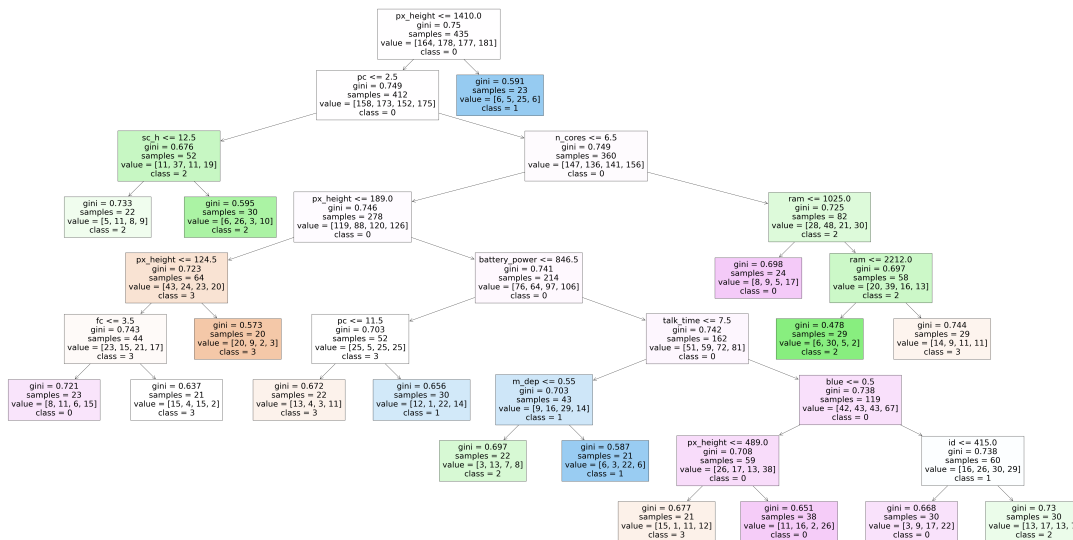 px_height <= 1410.0
gini = 0.75
samples = 435
value = [164, 178, 177, 181]
class = 0
pc <= 2.5
gini = 0.749
samples = 412
value = [158, 173, 152, 175]
class = 0
gini = 0.591
samples = 23
value = [6, 5, 25, 6]
class = 1
sc_h <= 12.5
gini = 0.676
samples = 52
value = [11, 37, 11, 19]
class = 2
n_cores <= 6.5
gini = 0.749
samples = 360
value = [147, 136, 141, 156]
class = 0
gini = 0.733
samples = 22
value = [5, 11, 8, 9]
class = 2
gini = 0.595
samples = 30
value = [6, 26, 3, 10]
class = 2
px_height <= 189.0
gini = 0.746
samples = 278
value = [119, 88, 120, 126]
class = 0
ram <= 1025.0
gini = 0.725
samples = 82
value = [28, 48, 21, 30]
class = 2
px_height <= 124.5
gini = 0.723
samples = 64
value = [43, 24, 23, 20]
class = 3
battery_power <= 846.5
gini = 0.741
samples = 214
value = [76, 64, 97, 106]
class = 0
gini = 0.698
samples = 24
value = [8, 9, 5, 17]
class = 0
ram <= 2212.0
gini = 0.697
samples = 58
value = [20, 39, 16, 13]
class = 2
fc <= 3.5
gini = 0.743
samples = 44
value = [23, 15, 21, 17]
class = 3
gini = 0.573
samples = 20
value = [20, 9, 2, 3]
class = 3
pc <= 11.5
gini = 0.703
samples = 52
value = [25, 5, 25, 25]
class = 3
talk_time <= 7.5
gini = 0.742
samples = 162
value = [51, 59, 72, 81]
class = 0
gini = 0.478
samples = 29
value = [6, 30, 5, 2]
class = 2
gini = 0.744
samples = 29
value = [14, 9, 11, 11]
class = 3
gini = 0.721
samples = 23
value = [8, 11, 6, 15]
class = 0
gini = 0.637
samples = 21
value = [15, 4, 15, 2]
class = 3
gini = 0.672
samples = 22
value = [13, 4, 3, 11]
class = 3
gini = 0.656
samples = 30
value = [12, 1, 22, 14]
class = 1
m_dep <= 0.55
gini = 0.703
samples = 43
value = [9, 16, 29, 14]
class = 1
blue <= 0.5
gini = 0.738
samples = 119
value = [42, 43, 43, 67]
class = 0
gini = 0.697
samples = 22
value = [3, 13, 7, 8]
class = 2
gini = 0.587
samples = 21
value = [6, 3, 22, 6]
class = 1
px_height <= 489.0
gini = 0.708
samples = 59
value = [26, 17, 13, 38]
class = 0
id <= 415.0
gini = 0.738
samples = 60
value = [16, 26, 30, 29]
class = 1
gini = 0.677
samples = 21
value = [15, 1, 11, 12]
class = 3
gini = 0.651
samples = 38
value = [11, 16, 2, 26]
class = 0
gini = 0.668
samples = 30
value = [3, 9, 17, 22]
class = 0
gini = 0.73
samples = 30
value = [13, 17, 13,
class = 2